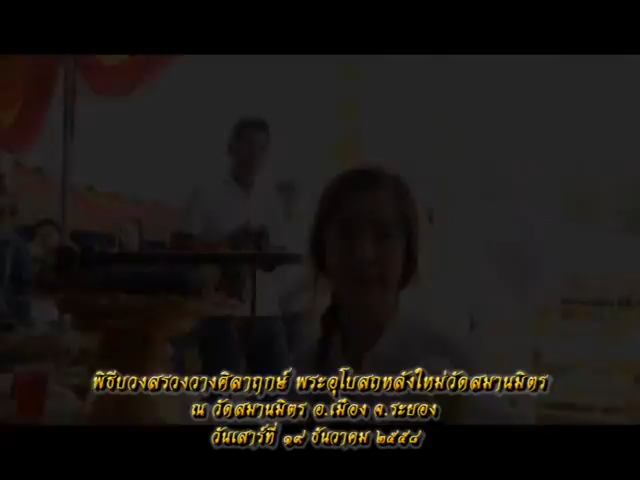 พิธีบวงสรวงวางศิลาฤกษ์ พระอุโบสถหลังใหม่วัดสมานมิตร
ณ วัดสมานมิตร อ.เมือง จ.ระยอง
วันเสาร์ที่ ๑๙ ธันวาคม ๒๕๕๔